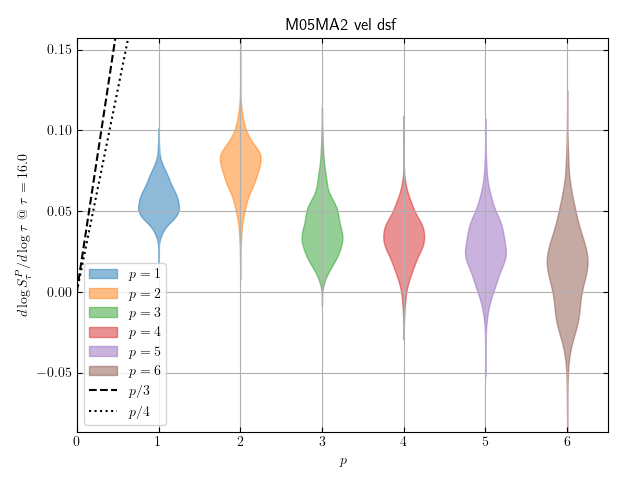 M05MA2 vel dsf
d log S_τ^P / d log τ @ τ = 16.0
0.15
0.10
0.05
0.00
−0.05
p = 1
p = 2
p = 3
p = 4
p = 5
p = 6
p/3
p/4
0 1 2 3 4 5 6
p